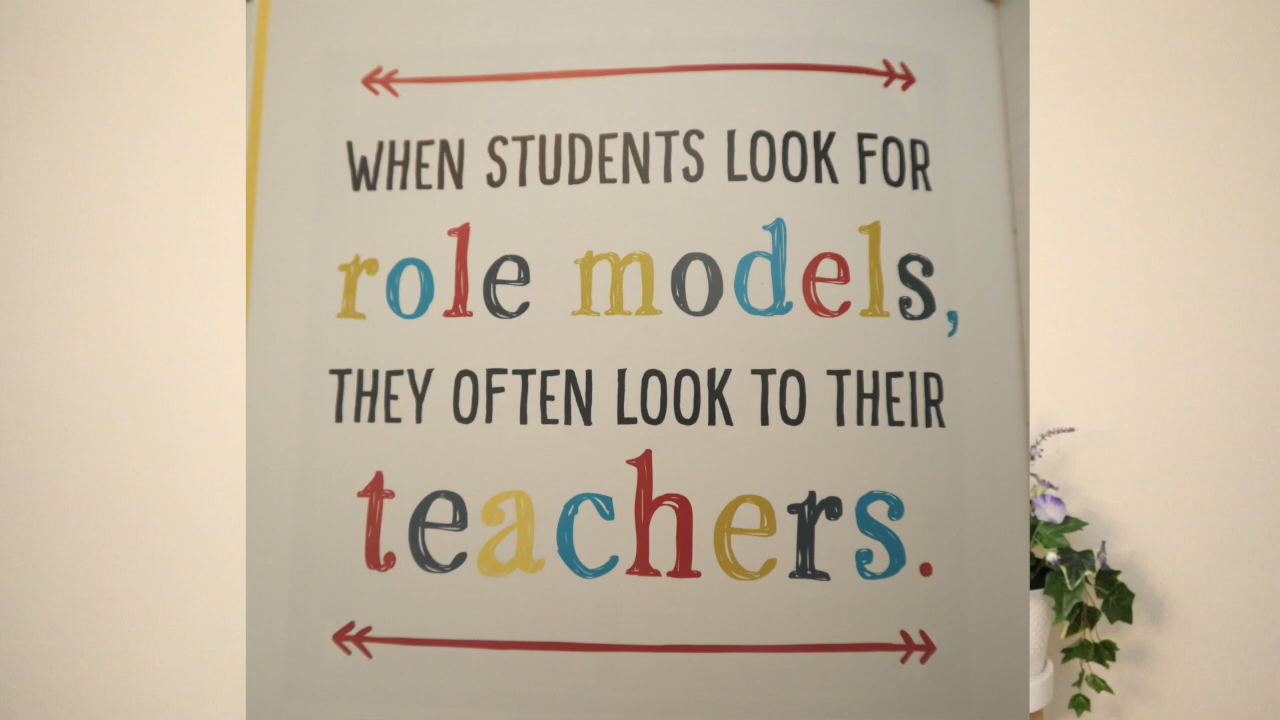 WHEN STUDENTS LOOK FOR
role models,
THEY OFTEN LOOK TO THEIR
teachers.